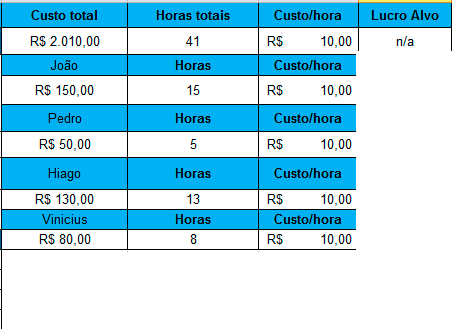 Custo total Horas totais Custo/hora Lucro Alvo
R$ 2.010,00 41 R$ 10,00 n/a
João Horas Custo/hora
R$ 150,00 15 R$ 10,00
Pedro Horas Custo/hora
R$ 50,00 5 R$ 10,00
Hiago Horas Custo/hora
R$ 130,00 13 R$ 10,00
Vinicius Horas Custo/hora
R$ 80,00 8 R$ 10,00